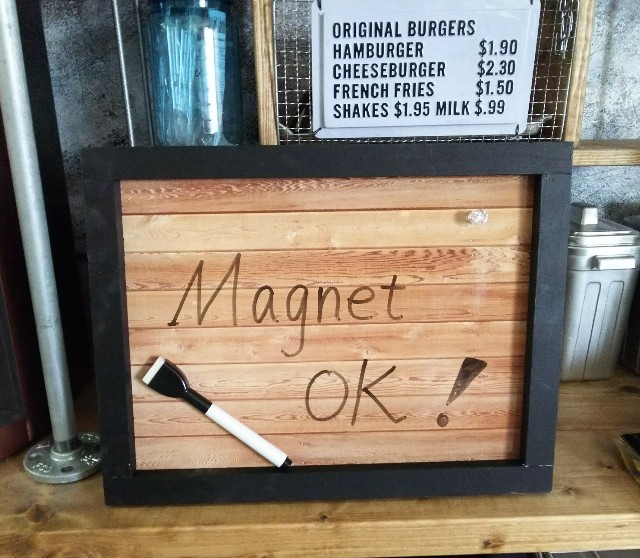 ORIGINAL BURGERS
HAMBURGER $1.90
CHEESEBURGER $2.30
FRENCH FRIES $1.50
SHAKES $1.95 MILK $.99
Magnet
OK!